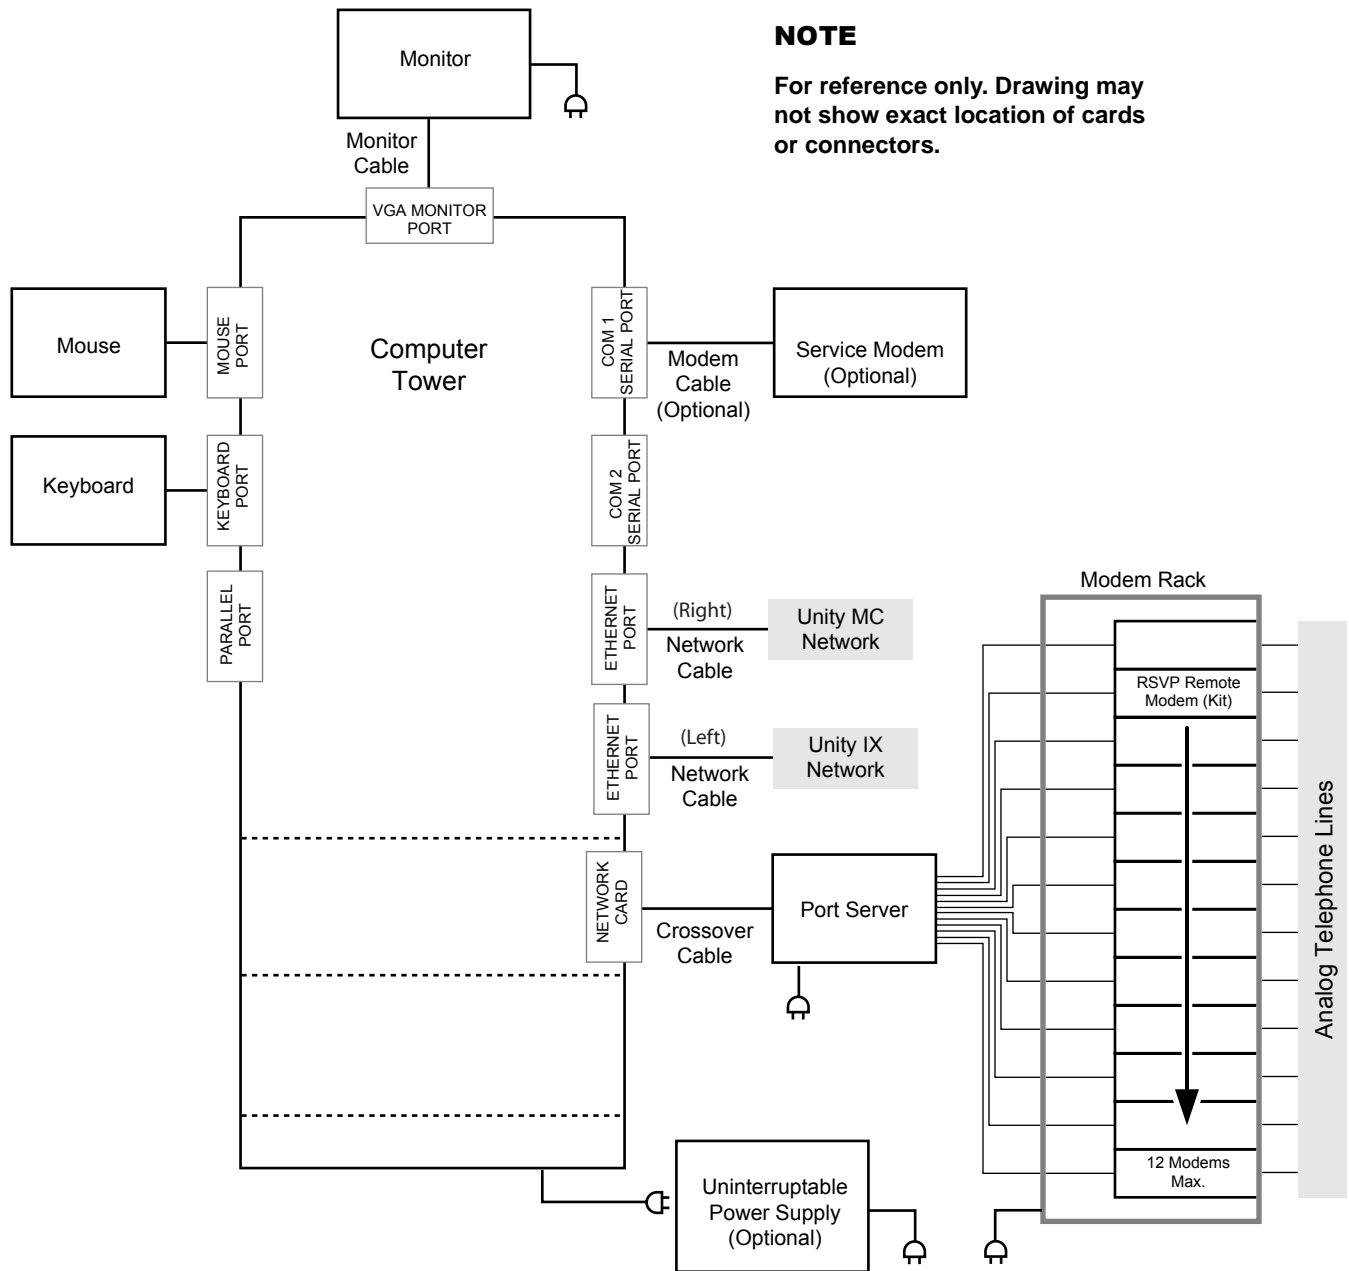 Monitor
NOTE
For reference only. Drawing may
not show exact location of cards
or connectors.
Monitor
Cable
VGA MONITOR
PORT
Mouse
MOUSE
PORT
Computer
Tower
COM 1
SERIAL PORT
Modem
Cable
(Optional)
Service Modem
(Optional)
Keyboard
KEYBOARD
PORT
COM 2
SERIAL PORT
PARALLEL
PORT
ETHERNET
PORT
(Right)
Network
Cable
Unity MC
Network
ETHERNET
PORT
(Left)
Network
Cable
Unity IX
Network
NETWORK
CARD
Crossover
Cable
Port Server
Modem Rack
RSVP Remote
Modem (Kit)
12 Modems
Max.
Analog Telephone Lines
Uninterruptable
Power Supply
(Optional)